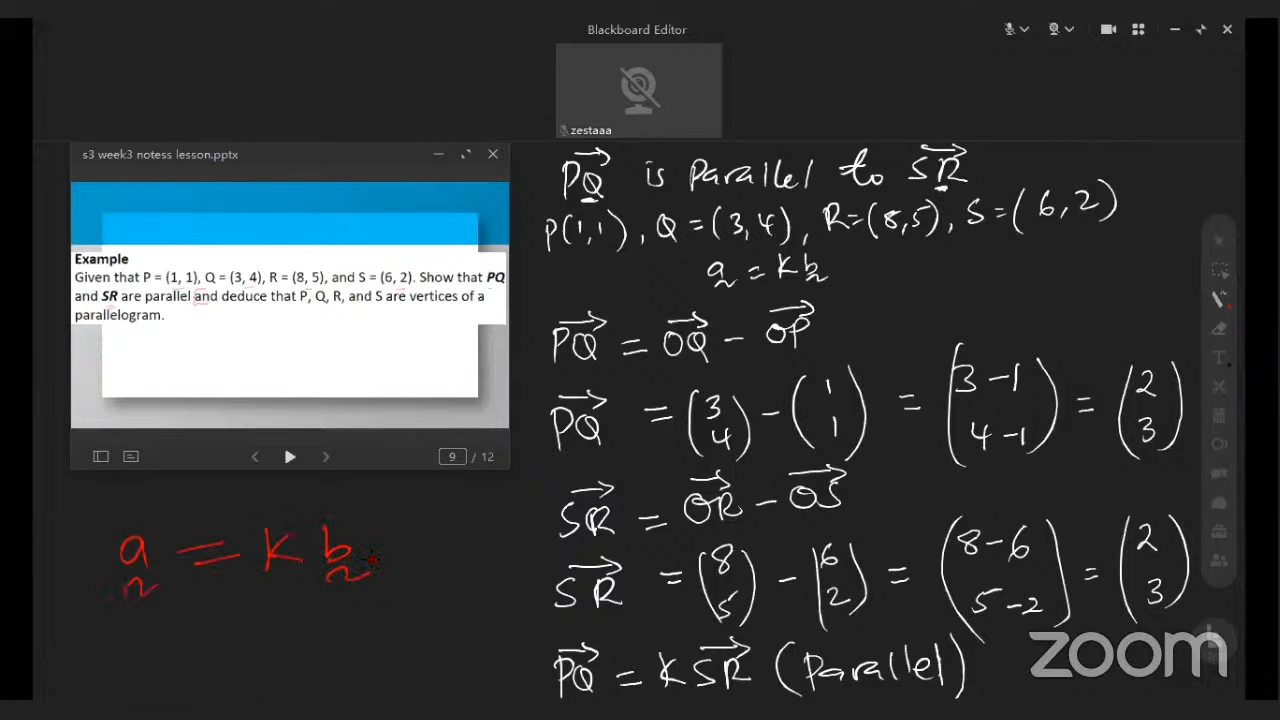 Blackboard Editor
zestaaa
s3 week3 notess lesson.pptx
Example
Given that P = (1, 1), Q = (3, 4), R = (8, 5), and S = (6, 2). Show that PQ
and SR are parallel and deduce that P, Q, R, and S are vertices of a
parallelogram.
9 / 12
a = K b
PQ is parallel to SR
P(1,1), Q = (3,4), R=(8,5), S=(6,2)
a = K b
PQ = OQ - OP
PQ = (3 4) - (1 1) = (3-1 4-1) = (2 3)
SR = OR - OS
SR = (8 5) - (6 2) = (8-6 5-2) = (2 3)
PQ = K SR (Parallel)
zoom